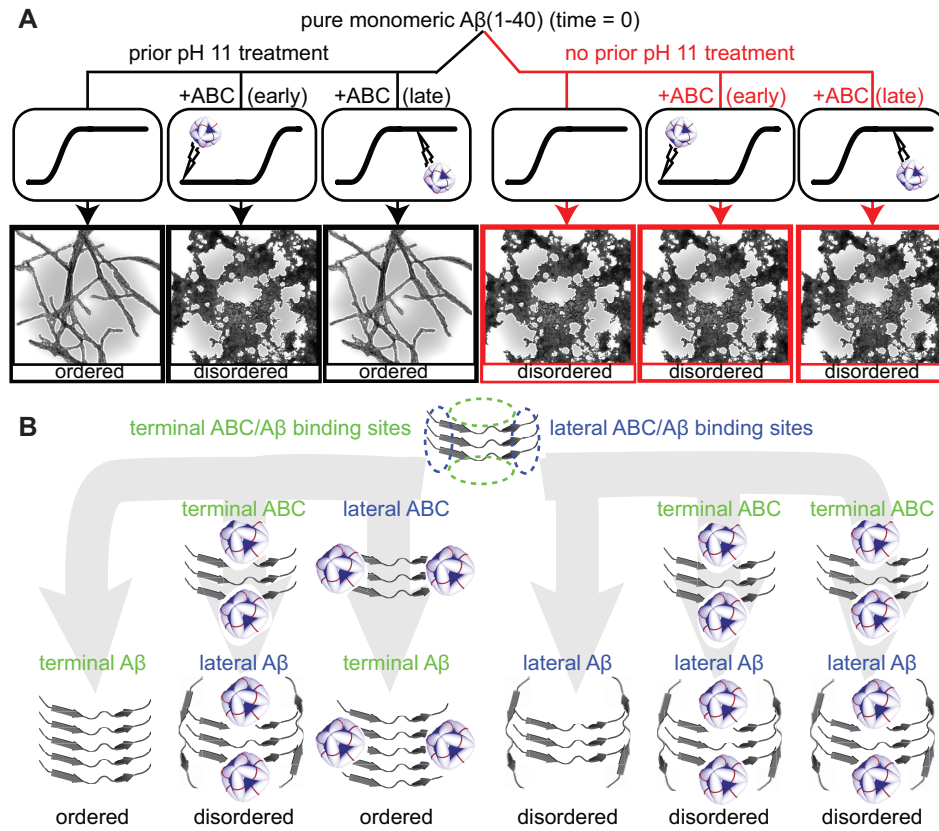 A
pure monomeric Aβ(1-40) (time = 0)
prior pH 11 treatment
no prior pH 11 treatment
+ABC (early)
+ABC (late)
+ABC (early)
+ABC (late)
ordered
disordered
ordered
disordered
disordered
disordered
B
terminal ABC/Aβ binding sites
lateral ABC/Aβ binding sites
terminal ABC
lateral ABC
terminal ABC
terminal ABC
terminal Aβ
lateral Aβ
terminal Aβ
lateral Aβ
lateral Aβ
lateral Aβ
ordered
disordered
ordered
disordered
disordered
disordered